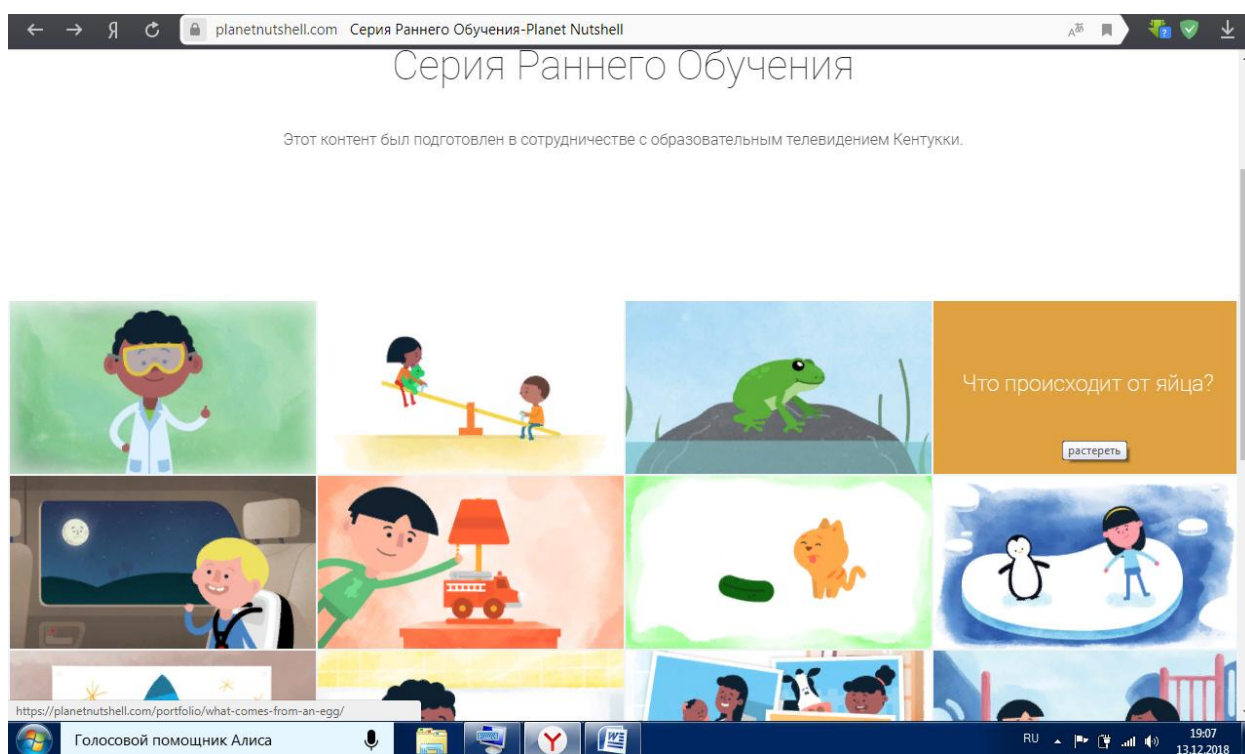 planetnutshell.com Серия Раннего Обучения-Planet Nutshell
Серия Раннего Обучения
Этот контент был подготовлен в сотрудничестве с образовательным телевидением Кентукки.
Что происходит от яйца?
растереть
https://planetnutshell.com/portfolio/what-comes-from-an-egg/
Голосовой помощник Алиса
RU
19:07
13.12.2018